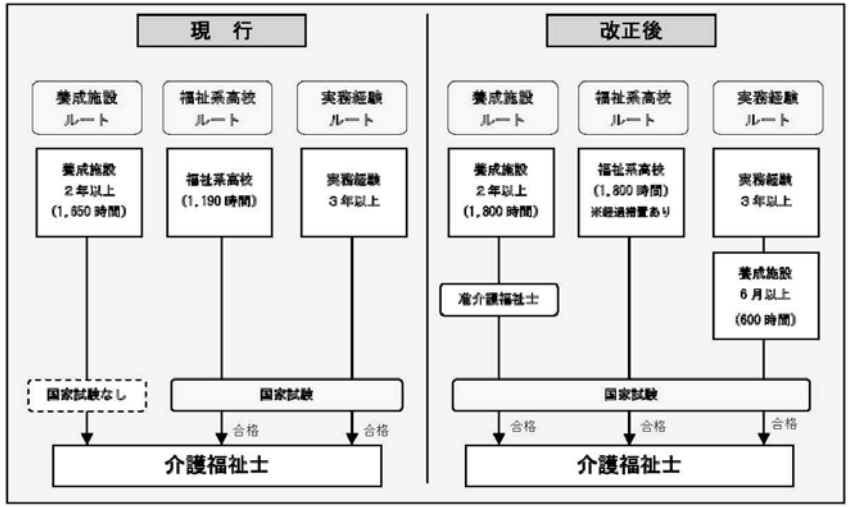 現 行
養成施設
ルート
福祉系高校
ルート
実務経験
ルート
養成施設
2年以上
(1,650時間)
福祉系高校
(1,190時間)
実務経験
3年以上
国家試験なし
国家試験
合格
合格
介護福祉士
改正後
養成施設
ルート
福祉系高校
ルート
実務経験
ルート
養成施設
2年以上
(1,800時間)
福祉系高校
(1,800時間)
※経過措置あり
実務経験
3年以上
養成施設
6月以上
(600時間)
准介護福祉士
国家試験
合格
合格
合格
介護福祉士